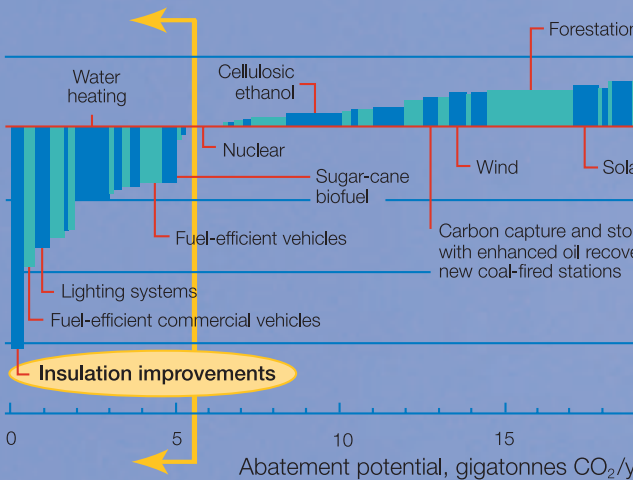 Forestation
Water
heating
Cellulosic
ethanol
Nuclear
Wind
Sola
Sugar-cane
biofuel
Fuel-efficient vehicles
Carbon capture and sto
with enhanced oil recove
new coal-fired stations
Lighting systems
Fuel-efficient commercial vehicles
Insulation improvements
0 5 10 15
Abatement potential, gigatonnes CO₂/y